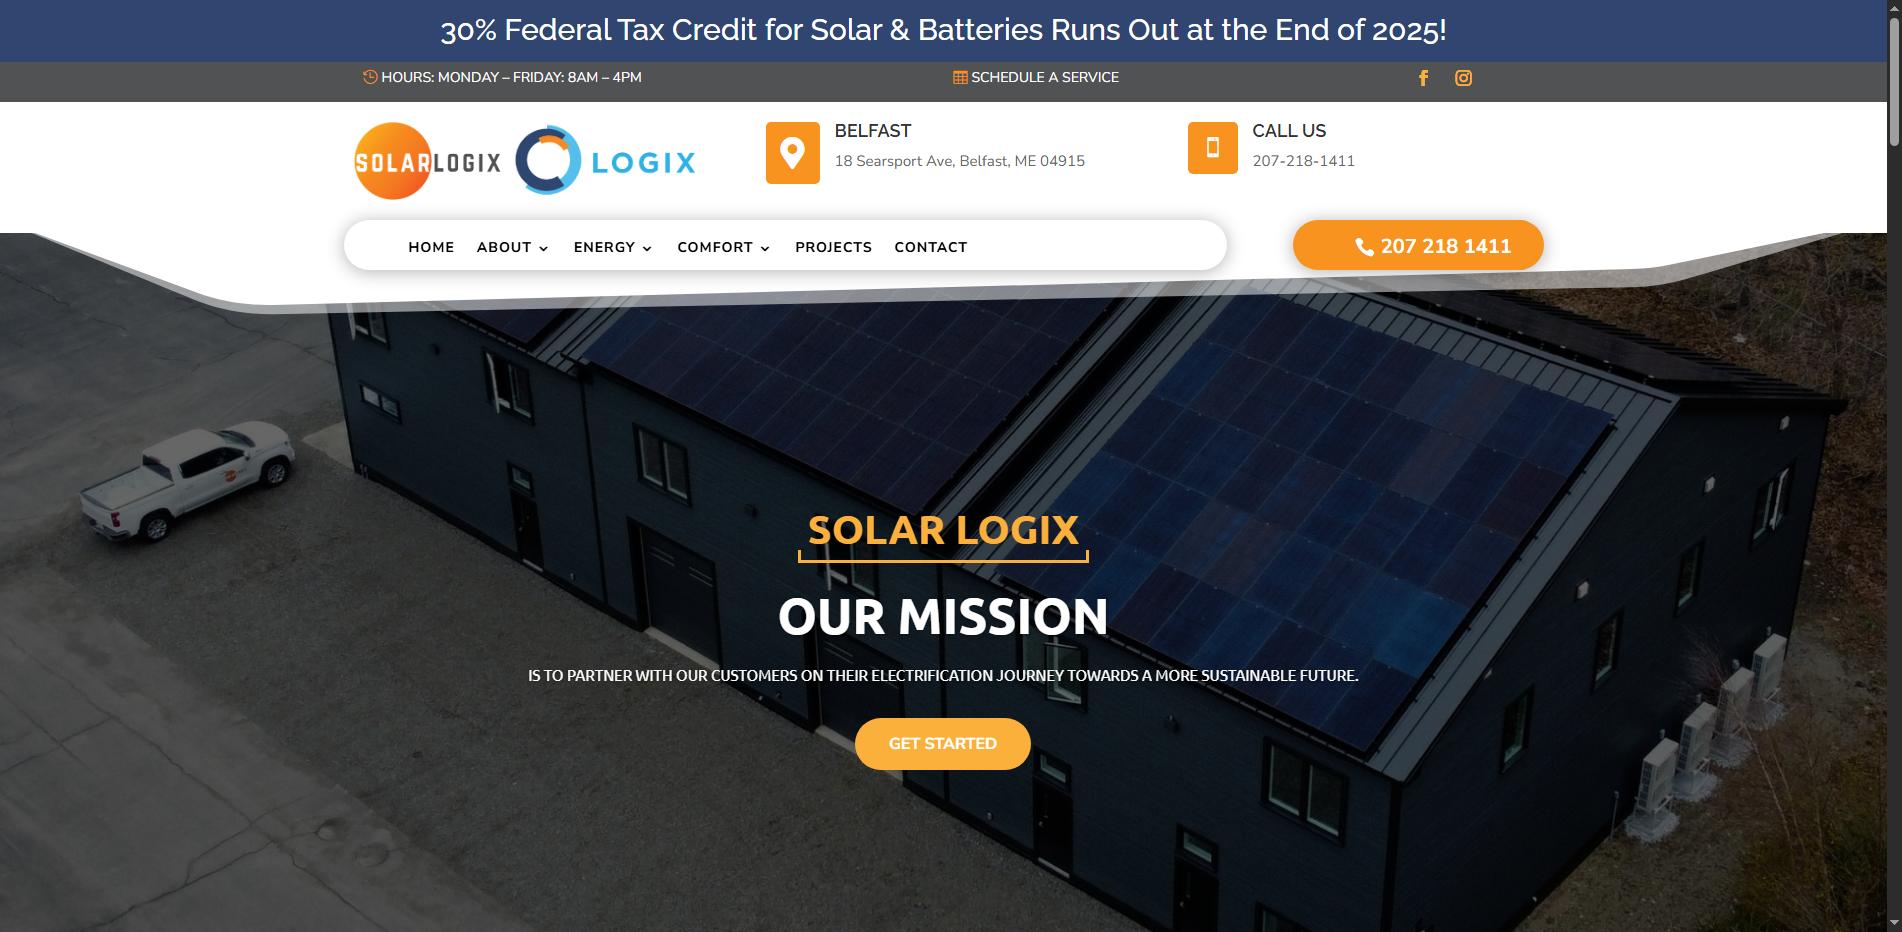 30% Federal Tax Credit for Solar & Batteries Runs Out at the End of 2025!
HOURS: MONDAY – FRIDAY: 8AM – 4PM
SCHEDULE A SERVICE
SOLARLOGIX
LOGIX
BELFAST
18 Searsport Ave, Belfast, ME 04915
CALL US
207-218-1411
HOME ABOUT ENERGY COMFORT PROJECTS CONTACT
207 218 1411
SOLAR LOGIX
OUR MISSION
IS TO PARTNER WITH OUR CUSTOMERS ON THEIR ELECTRIFICATION JOURNEY TOWARDS A MORE SUSTAINABLE FUTURE.
GET STARTED